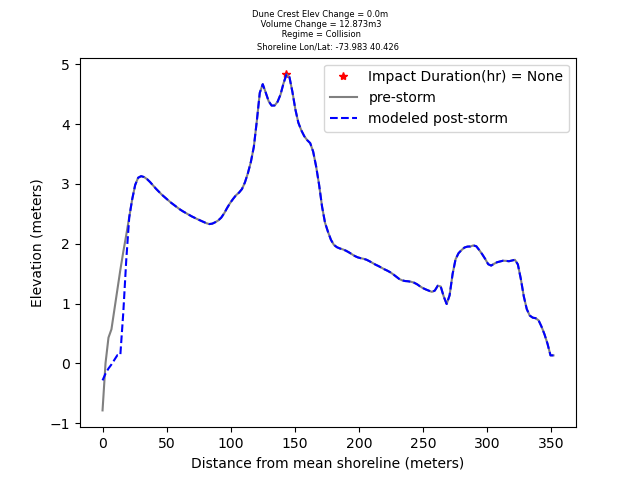 Dune Crest Elev Change = 0.0m
Volume Change = 12.873m3
Regime = Collision
Shoreline Lon/Lat: -73.983 40.426
Impact Duration(hr) = None
pre-storm
modeled post-storm
Elevation (meters)
5
4
3
2
1
0
−1
0 50 100 150 200 250 300 350
Distance from mean shoreline (meters)